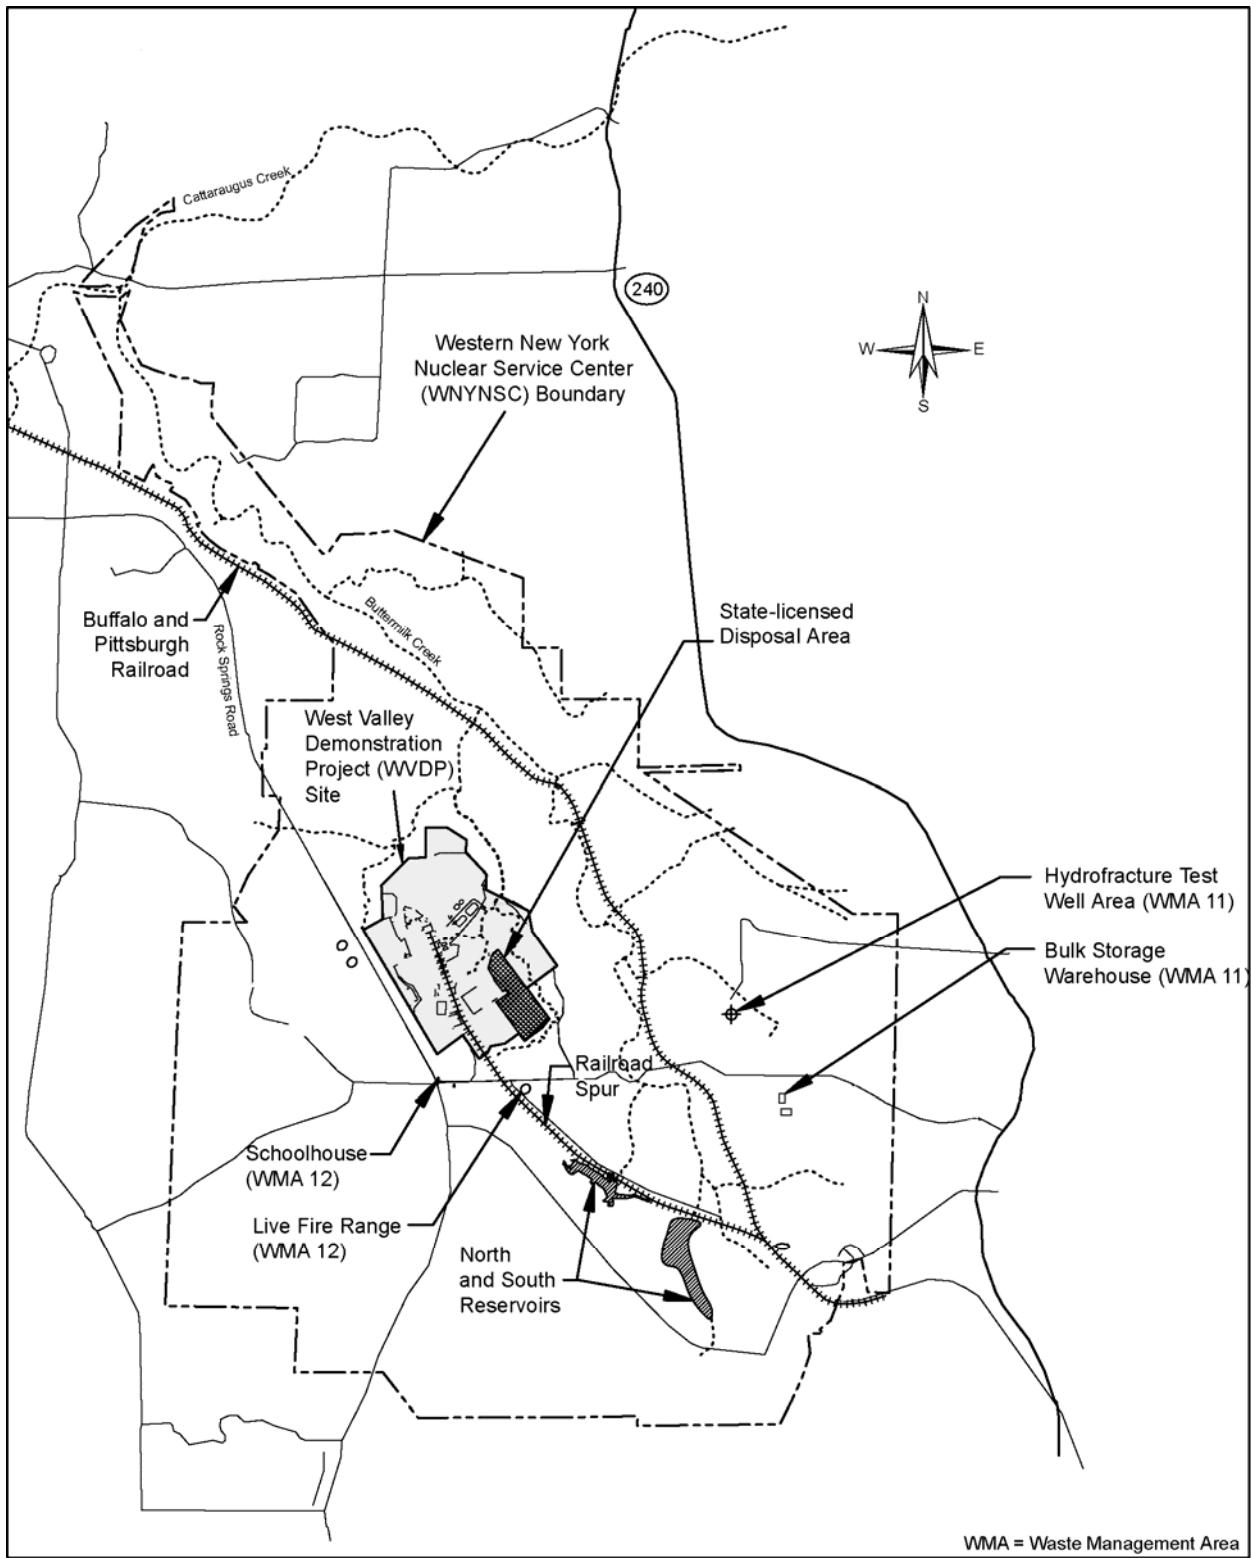 Cattaraugus Creek
240
N
W
E
S
Western New York
Nuclear Service Center
(WNYNSC) Boundary
State-licensed
Disposal Area
Buffalo and
Pittsburgh
Railroad
Buttermilk Creek
Rock Springs Road
West Valley
Demonstration
Project (WVDP)
Site
Hydrofracture Test
Well Area (WMA 11)
Bulk Storage
Warehouse (WMA 11)
Railroad
Spur
Schoolhouse
(WMA 12)
Live Fire Range
(WMA 12)
North
and South
Reservoirs
WMA = Waste Management Area